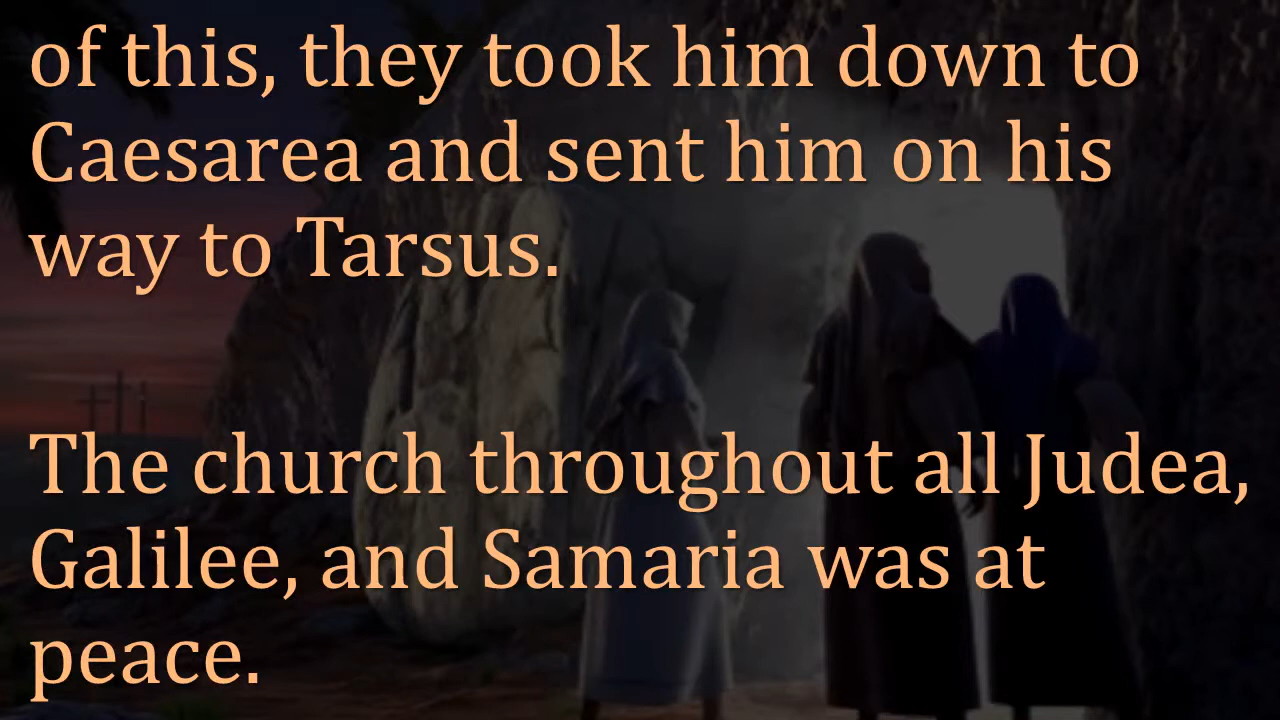 of this, they took him down to
Caesarea and sent him on his
way to Tarsus.
The church throughout all Judea,
Galilee, and Samaria was at
peace.